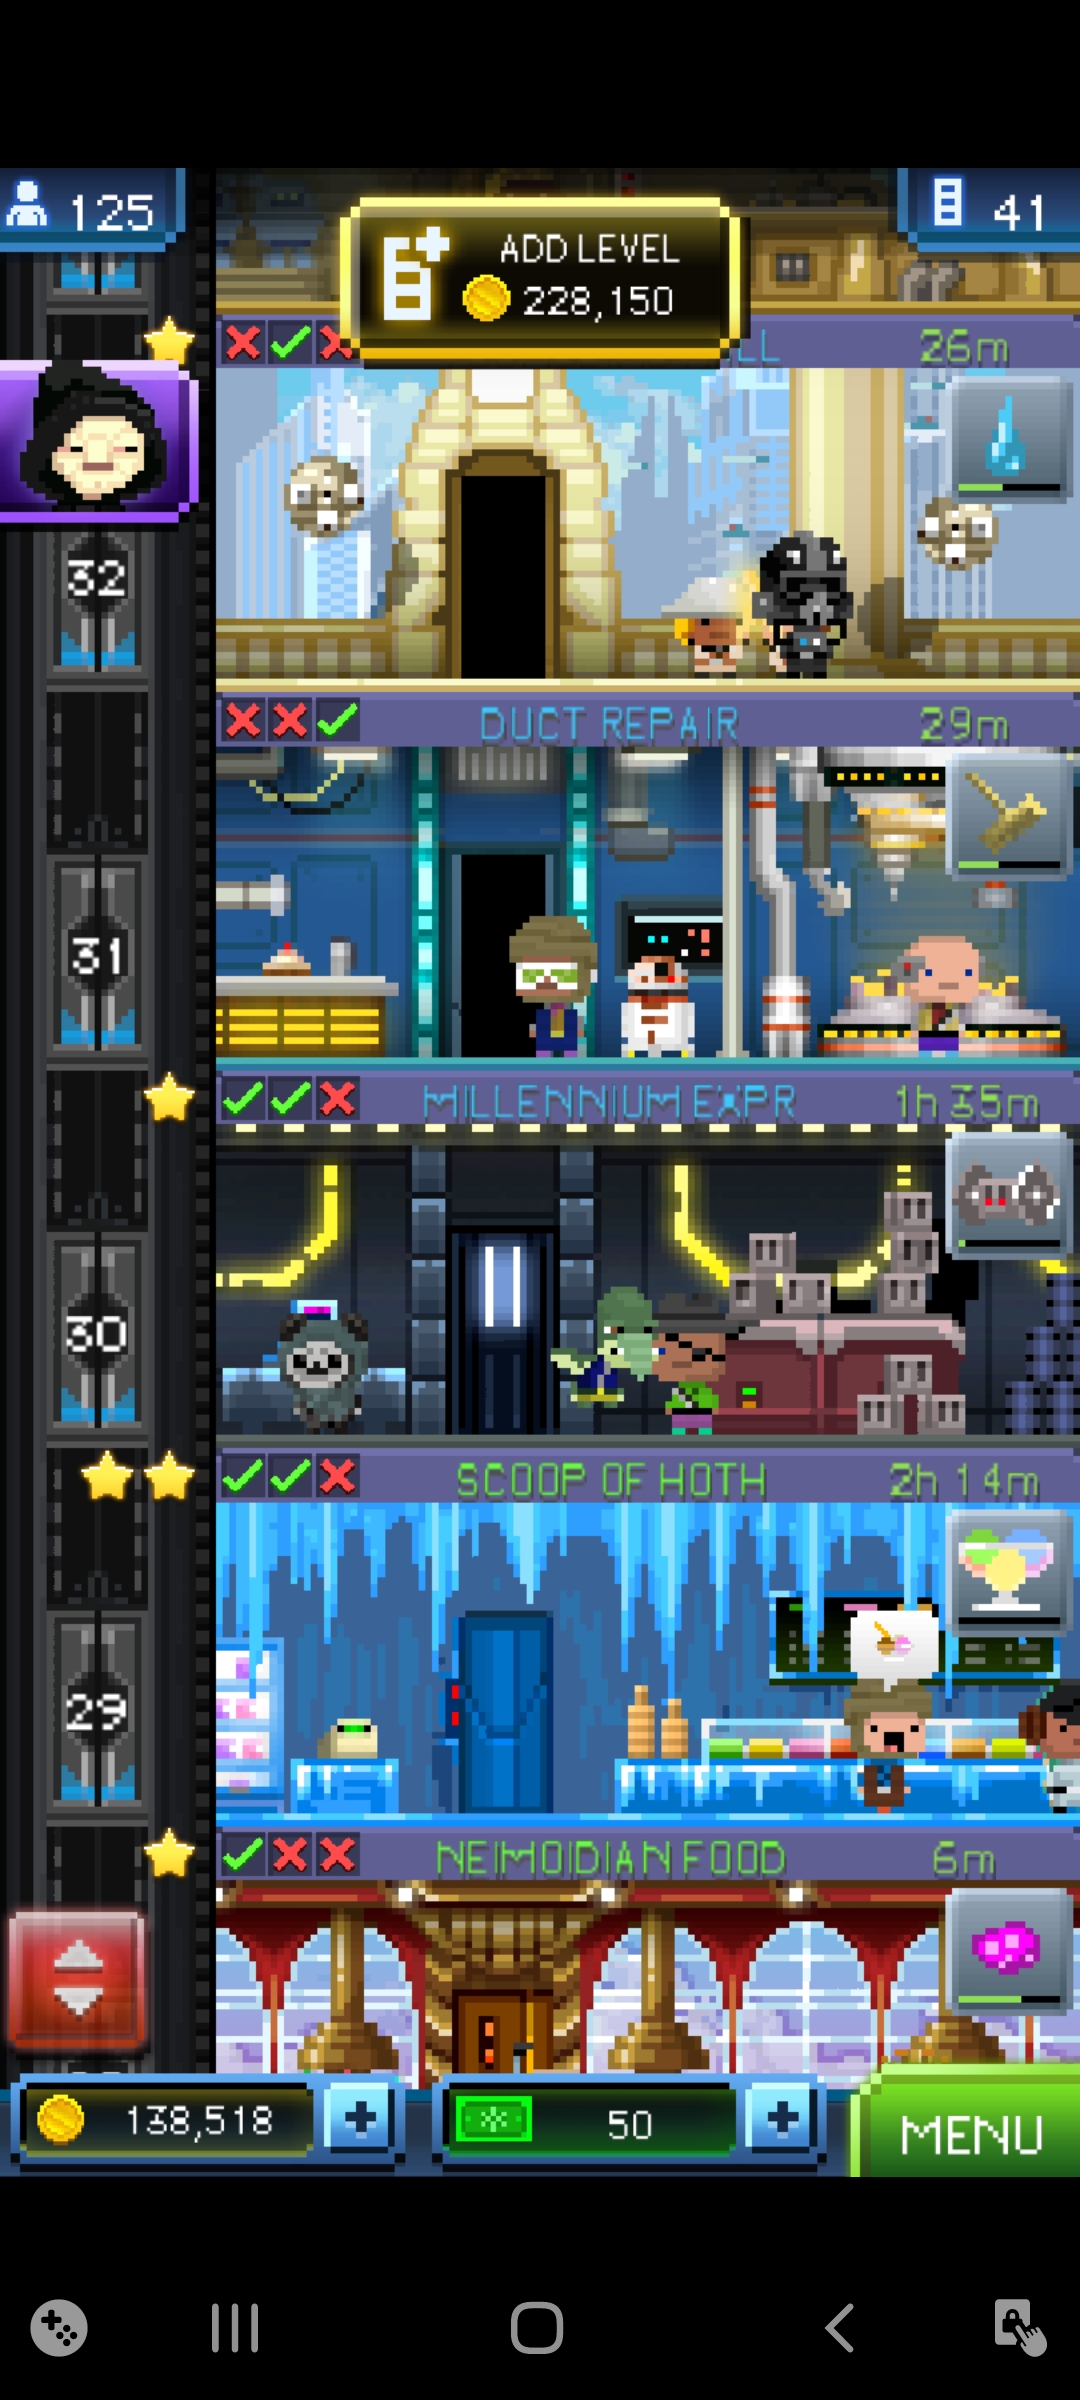 125
ADD LEVEL
228,150
41
LL
26m
32
DUCT REPAIR
29m
31
MILLENNIUM EXPR
1h 35m
30
SCOOP OF HOTH
2h 14m
29
NEIMOIDIAN FOOD
6m
138,518
50
MENU